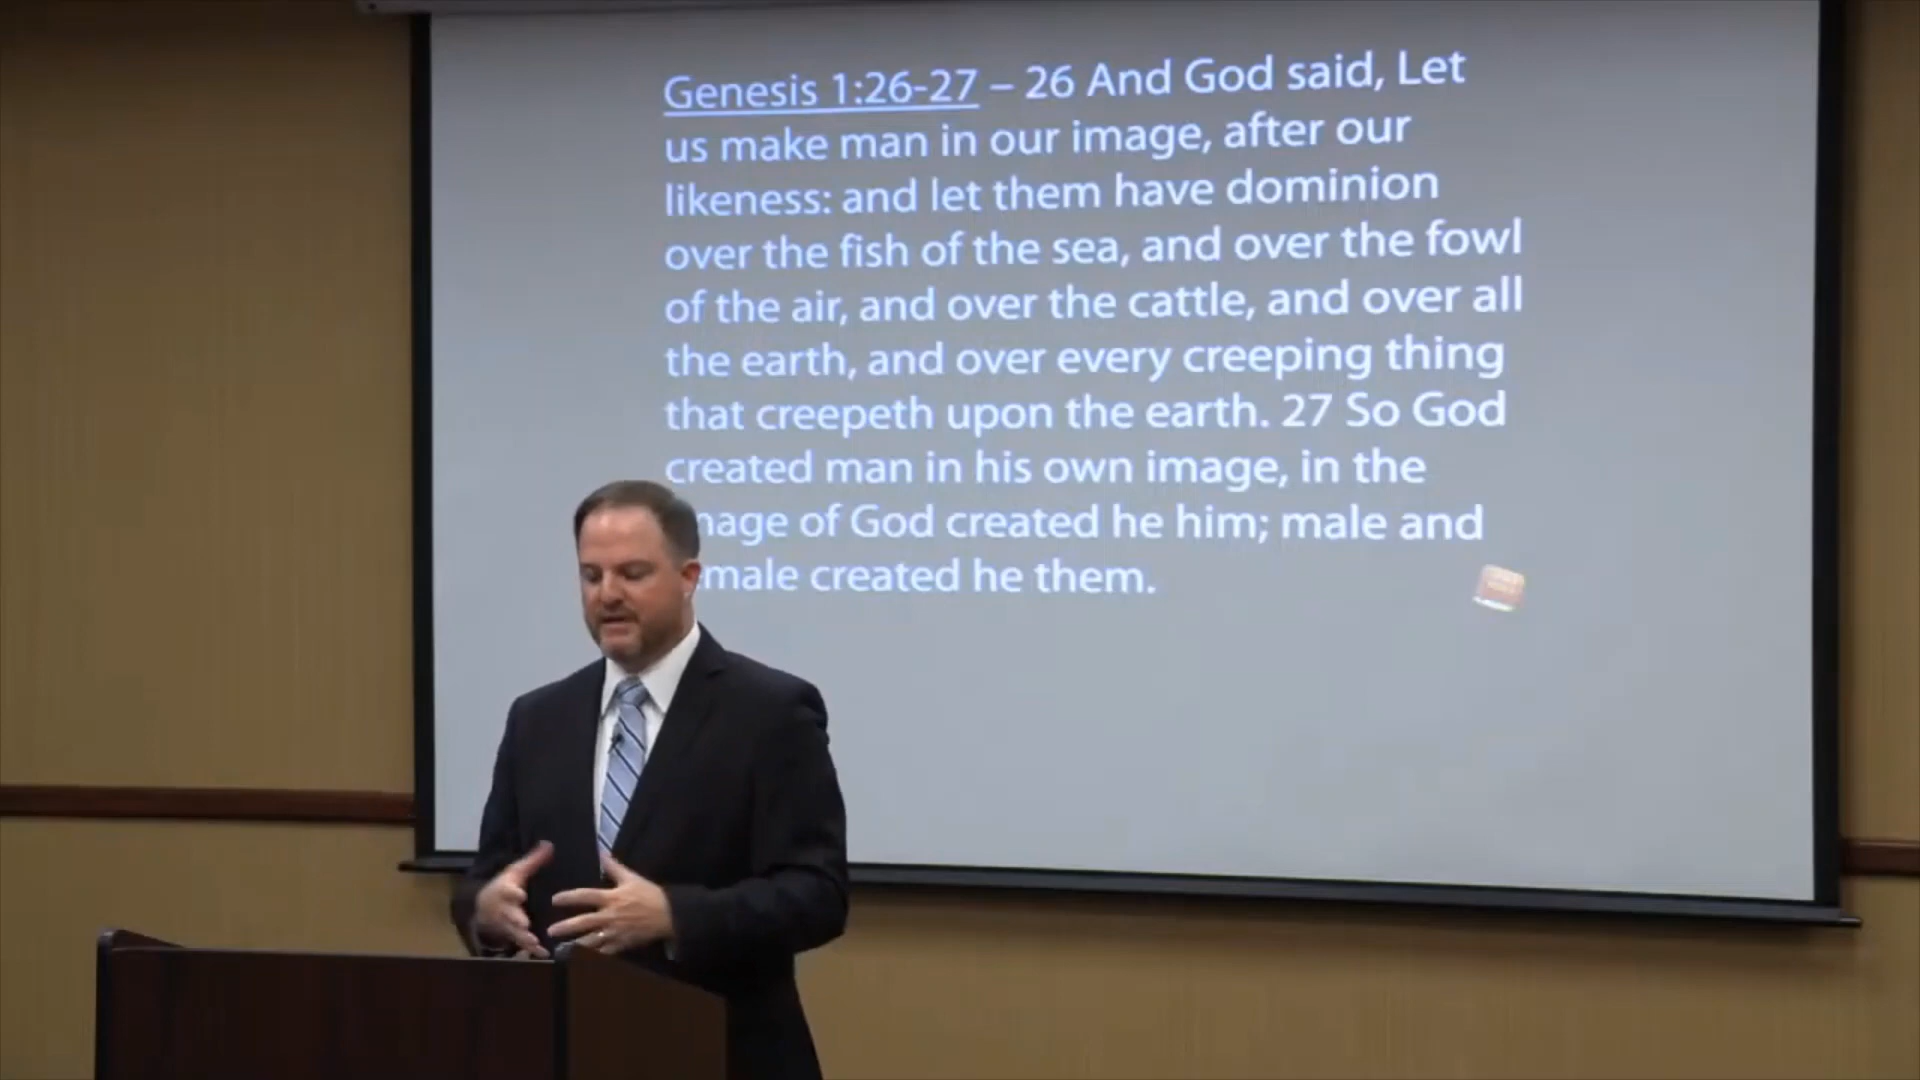 Genesis 1:26-27 – 26 And God said, Let
us make man in our image, after our
likeness: and let them have dominion
over the fish of the sea, and over the fowl
of the air, and over the cattle, and over all
the earth, and over every creeping thing
that creepeth upon the earth. 27 So God
created man in his own image, in the
of God created he him; male and
created he them.